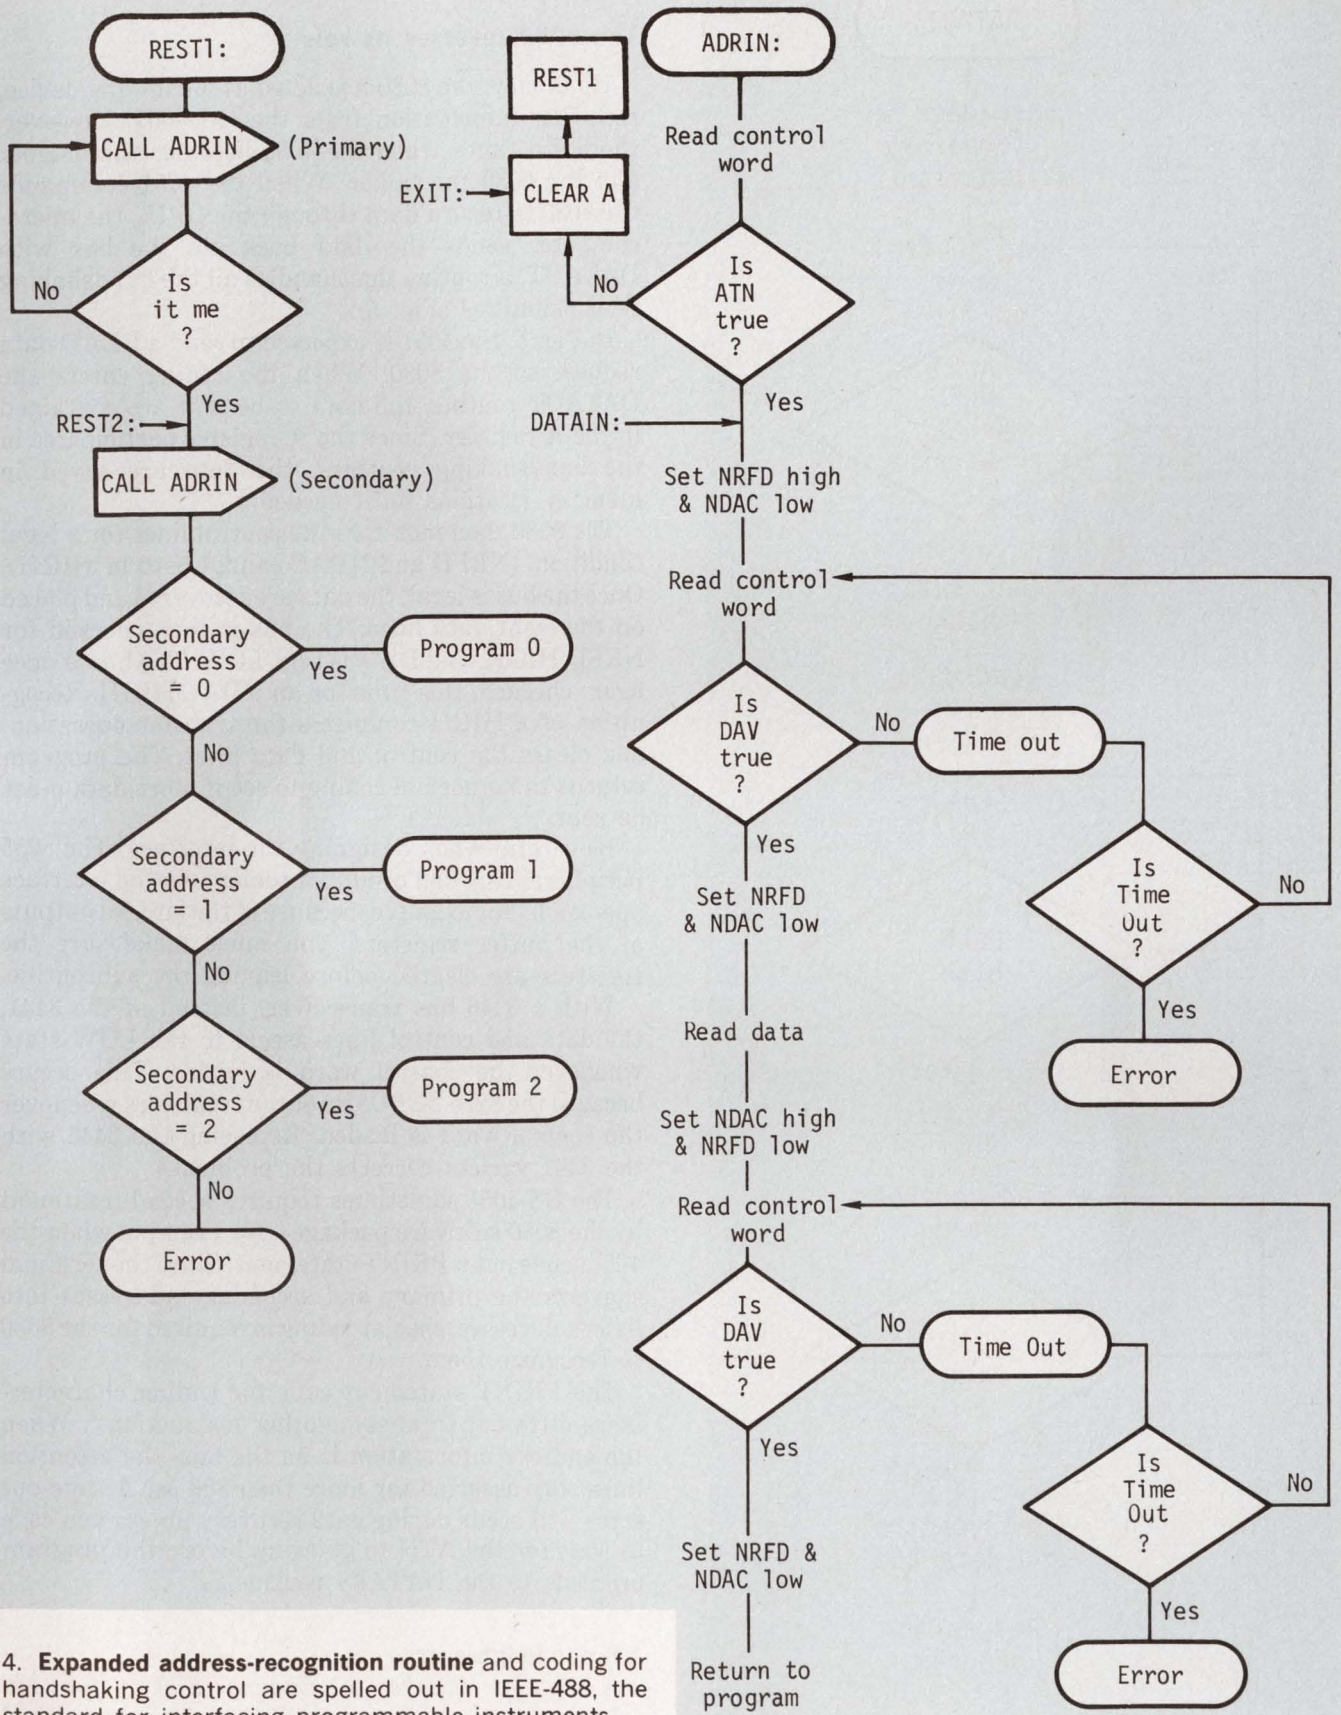 REST1:
CALL ADRIN
(Primary)
Is
it me
?
No
Yes
REST2:
CALL ADRIN
(Secondary)
Secondary
address
= 0
Yes
Program 0
No
Secondary
address
= 1
Yes
Program 1
No
Secondary
address
= 2
Yes
Program 2
No
Error
REST1
EXIT:
CLEAR A
No
ADRIN:
Read control
word
Is
ATN
true
?
Yes
DATAIN:
Set NRFD high
& NDAC low
Read control
word
Is
DAV
true
?
No
Time out
Is
Time
Out
?
No
Yes
Error
Yes
Set NRFD
& NDAC low
Read data
Set NDAC high
& NRFD low
Read control
word
Is
DAV
true
?
No
Time Out
Is
Time
Out
?
No
Yes
Error
Yes
Set NRFD &
NDAC low
Return to
program
4. Expanded address-recognition routine and coding for
handshaking control are spelled out in IEEE-488, the
standard for interfacing programmable instruments